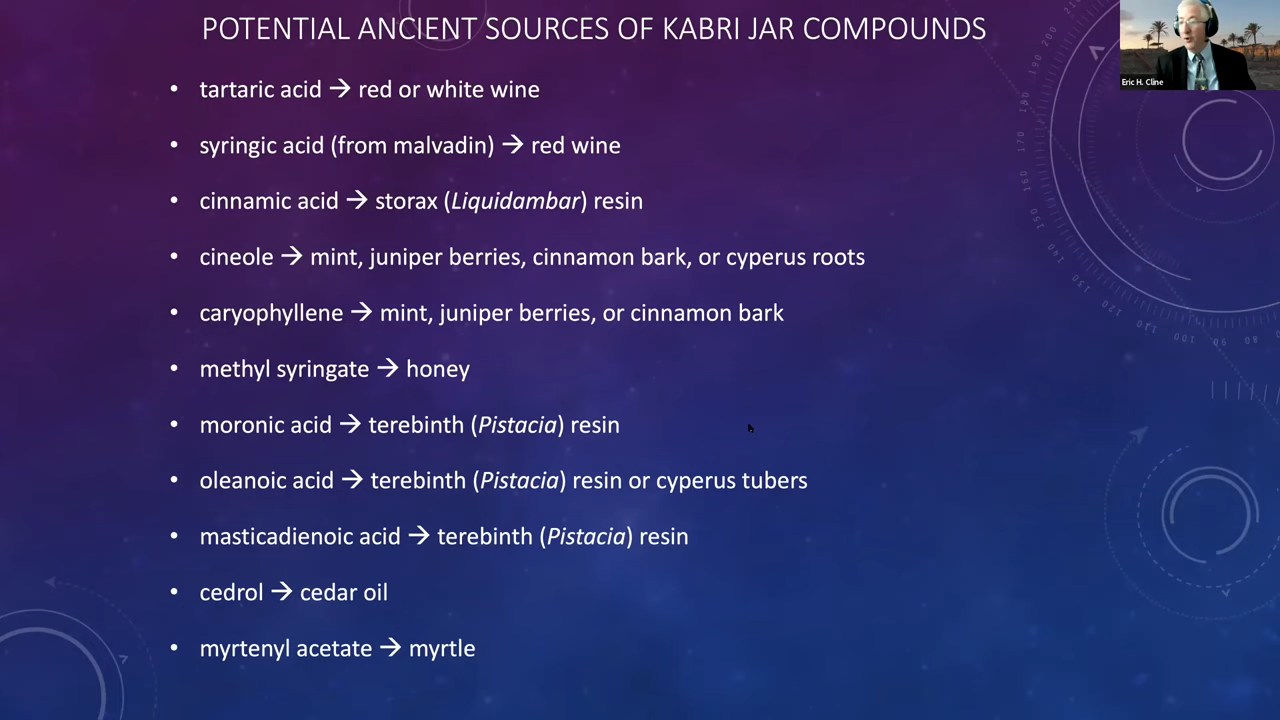 POTENTIAL ANCIENT SOURCES OF KABRI JAR COMPOUNDS
Eric H. Cline
• tartaric acid → red or white wine
• syringic acid (from malvadin) → red wine
• cinnamic acid → storax (Liquidambar) resin
• cineole → mint, juniper berries, cinnamon bark, or cyperus roots
• caryophyllene → mint, juniper berries, or cinnamon bark
• methyl syringate → honey
• moronic acid → terebinth (Pistacia) resin
• oleanoic acid → terebinth (Pistacia) resin or cyperus tubers
• masticadienoic acid → terebinth (Pistacia) resin
• cedrol → cedar oil
• myrtenyl acetate → myrtle